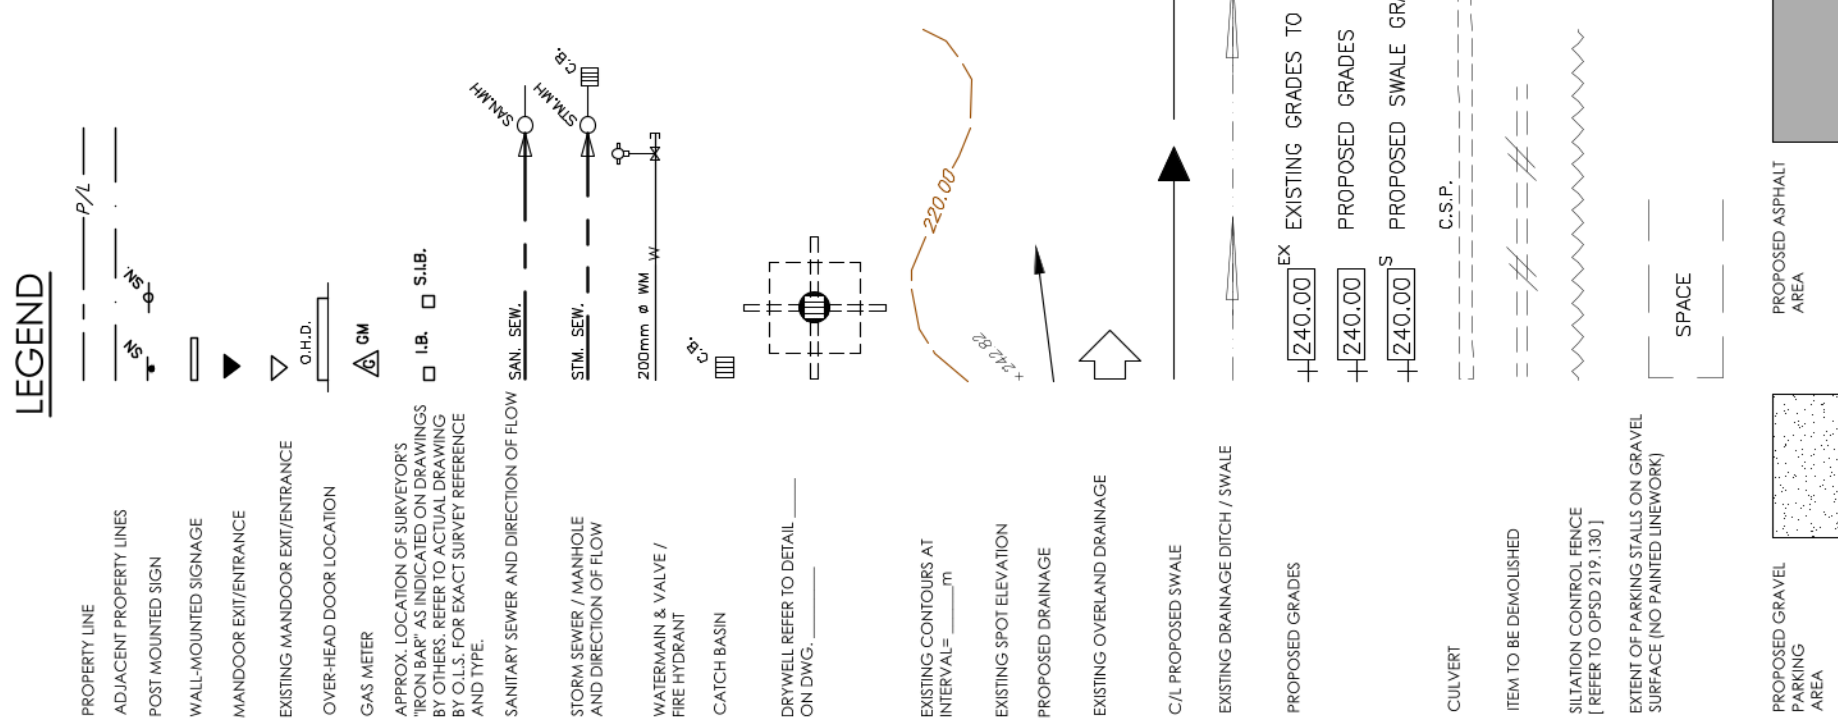 LEGEND
PROPERTY LINE
P/L
ADJACENT PROPERTY LINES
POST MOUNTED SIGN
SN
SN.
WALL-MOUNTED SIGNAGE
MANDOOR EXIT/ENTRANCE
EXISTING MANDOOR EXIT/ENTRANCE
OVER-HEAD DOOR LOCATION
O.H.D.
GAS METER
G
GM
APPROX. LOCATION OF SURVEYOR'S
"IRON BAR" AS INDICATED ON DRAWINGS
BY OTHERS. REFER TO ACTUAL DRAWING
BY O.L.S. FOR EXACT SURVEY REFERENCE
AND TYPE.
I.B.
S.I.B.
SANITARY SEWER AND DIRECTION OF FLOW
SAN. SEW.
SAN.MH
STORM SEWER / MANHOLE
AND DIRECTION OF FLOW
STM. SEW.
STM.MH
C.B.
WATERMAIN & VALVE /
FIRE HYDRANT
200mm ø WM
W
CATCH BASIN
C.B.
DRYWELL REFER TO DETAIL ____
ON DWG. ________
EXISTING CONTOURS AT
INTERVAL= _____m
220.00
EXISTING SPOT ELEVATION
+ 242.82
PROPOSED DRAINAGE
EXISTING OVERLAND DRAINAGE
C/L PROPOSED SWALE
EXISTING DRAINAGE DITCH / SWALE
PROPOSED GRADES
240.00
EX
EXISTING GRADES TO
240.00
PROPOSED GRADES
240.00
S
PROPOSED SWALE GRA
CULVERT
C.S.P.
ITEM TO BE DEMOLISHED
SILTATION CONTROL FENCE
[ REFER TO OPSD 219.130 ]
EXTENT OF PARKING STALLS ON GRAVEL
SURFACE (NO PAINTED LINEWORK)
SPACE
PROPOSED GRAVEL
PARKING
AREA
PROPOSED ASPHALT
AREA